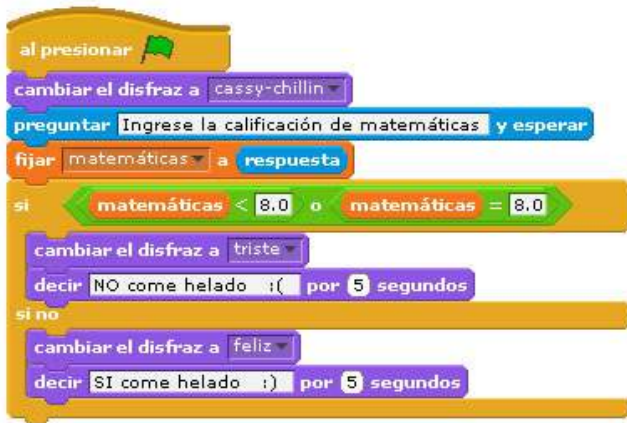 al presionar
cambiar el disfraz a cassy-chillin
preguntar Ingrese la calificación de matemáticas y esperar
fijar matemáticas a respuesta
si matemáticas < 8.0 o matemáticas = 8.0
cambiar el disfraz a triste
decir NO come helado :( por 5 segundos
si no
cambiar el disfraz a feliz
decir SI come helado :) por 5 segundos